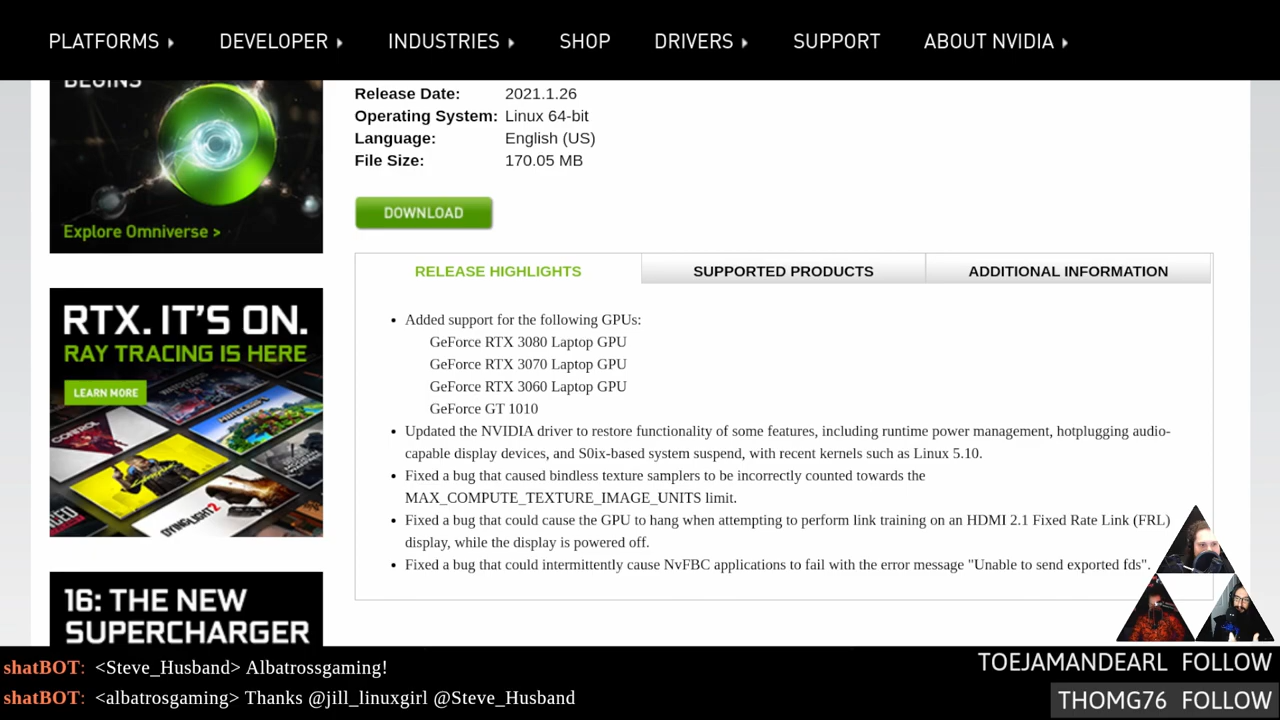 PLATFORMS DEVELOPER INDUSTRIES SHOP DRIVERS SUPPORT ABOUT NVIDIA
BEGINS
Explore Omniverse >
RTX. IT'S ON.
RAY TRACING IS HERE
LEARN MORE
CONTROL
MINECRAFT
DYING LIGHT 2
16: THE NEW
SUPERCHARGER
Release Date: 2021.1.26
Operating System: Linux 64-bit
Language: English (US)
File Size: 170.05 MB
DOWNLOAD
RELEASE HIGHLIGHTS SUPPORTED PRODUCTS ADDITIONAL INFORMATION
• Added support for the following GPUs:
GeForce RTX 3080 Laptop GPU
GeForce RTX 3070 Laptop GPU
GeForce RTX 3060 Laptop GPU
GeForce GT 1010
• Updated the NVIDIA driver to restore functionality of some features, including runtime power management, hotplugging audio-
capable display devices, and S0ix-based system suspend, with recent kernels such as Linux 5.10.
• Fixed a bug that caused bindless texture samplers to be incorrectly counted towards the
MAX_COMPUTE_TEXTURE_IMAGE_UNITS limit.
• Fixed a bug that could cause the GPU to hang when attempting to perform link training on an HDMI 2.1 Fixed Rate Link (FRL)
display, while the display is powered off.
• Fixed a bug that could intermittently cause NvFBC applications to fail with the error message "Unable to send exported fds".
shatBOT: <Steve_Husband> Albatrossgaming!
shatBOT: <albatrosgaming> Thanks @jill_linuxgirl @Steve_Husband
TOEJAMANDEARL FOLLOW
THOMG76 FOLLOW